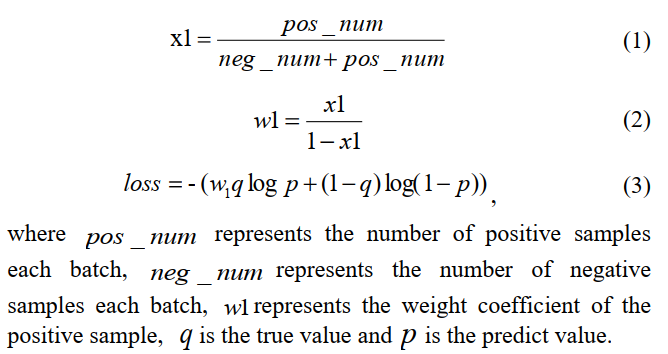 x1 = pos_num / (neg_num + pos_num) (1)
w1 = x1 / (1 − x1) (2)
loss = -(w₁q log p + (1 − q) log(1 − p)), (3)
where pos_num represents the number of positive samples
each batch, neg_num represents the number of negative
samples each batch, w1 represents the weight coefficient of the
positive sample, q is the true value and p is the predict value.